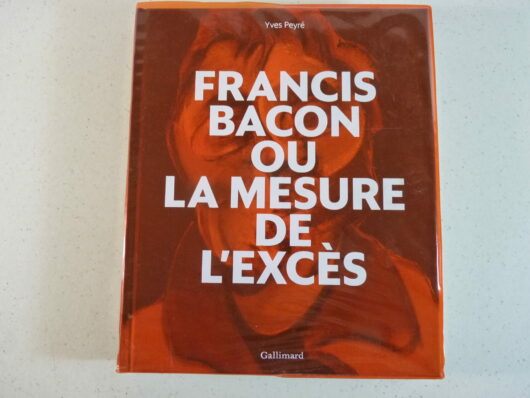 Yves Peyré
FRANCIS
BACON
OU
LA MESURE
DE
L'EXCÈS
Gallimard